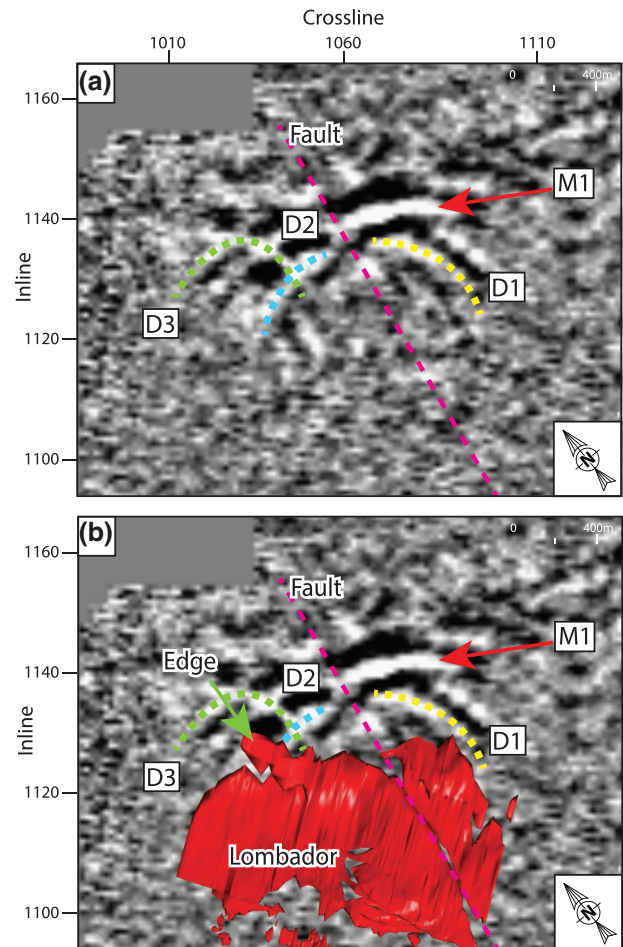 Crossline
1010 1060 1110
(a)
0 400m
1160
Fault
M1
1140
D2
D1
D3
Inline
1120
1100
N
(b)
0 400m
1160
Fault
M1
Edge
1140
D2
D1
D3
Inline
1120
Lombador
1100
N